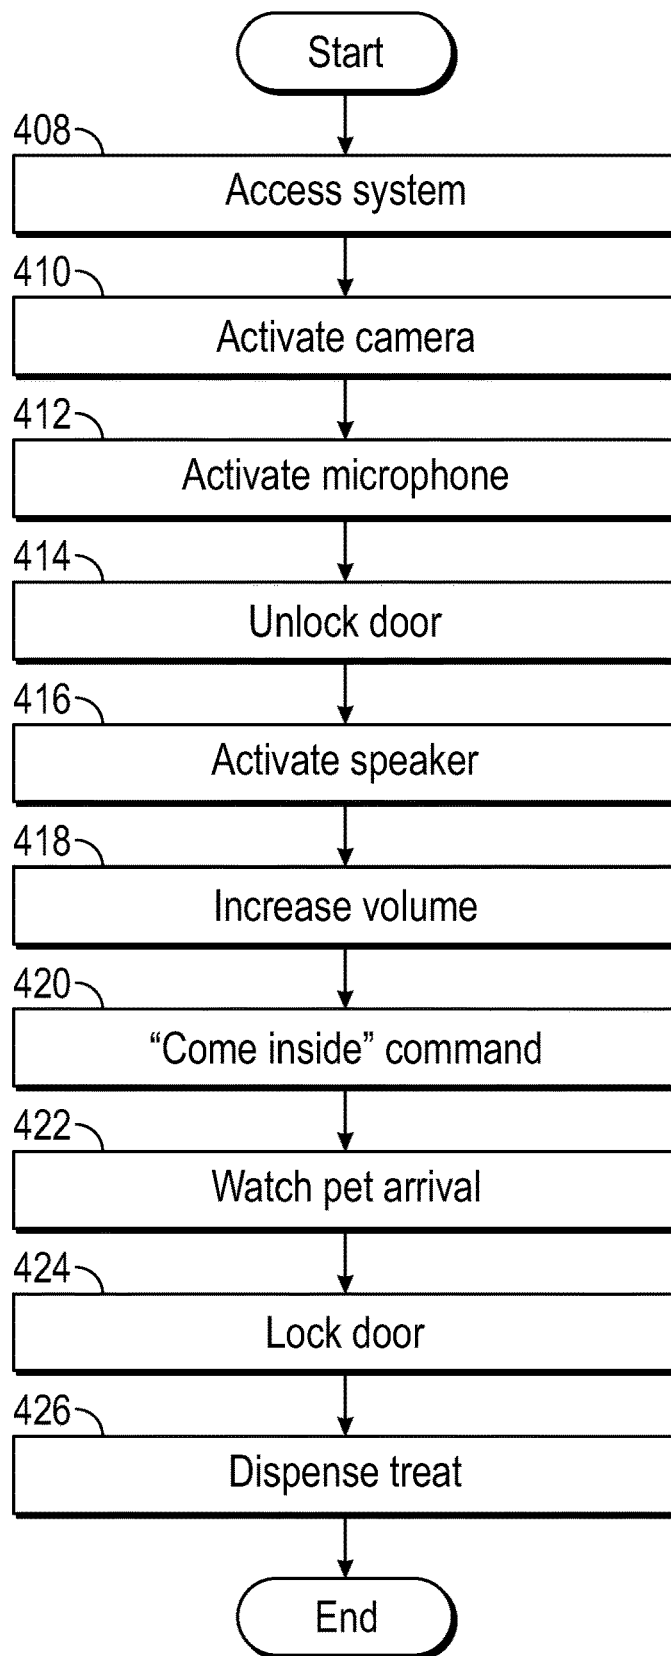 Start
408
Access system
410
Activate camera
412
Activate microphone
414
Unlock door
416
Activate speaker
418
Increase volume
420
“Come inside” command
422
Watch pet arrival
424
Lock door
426
Dispense treat
End